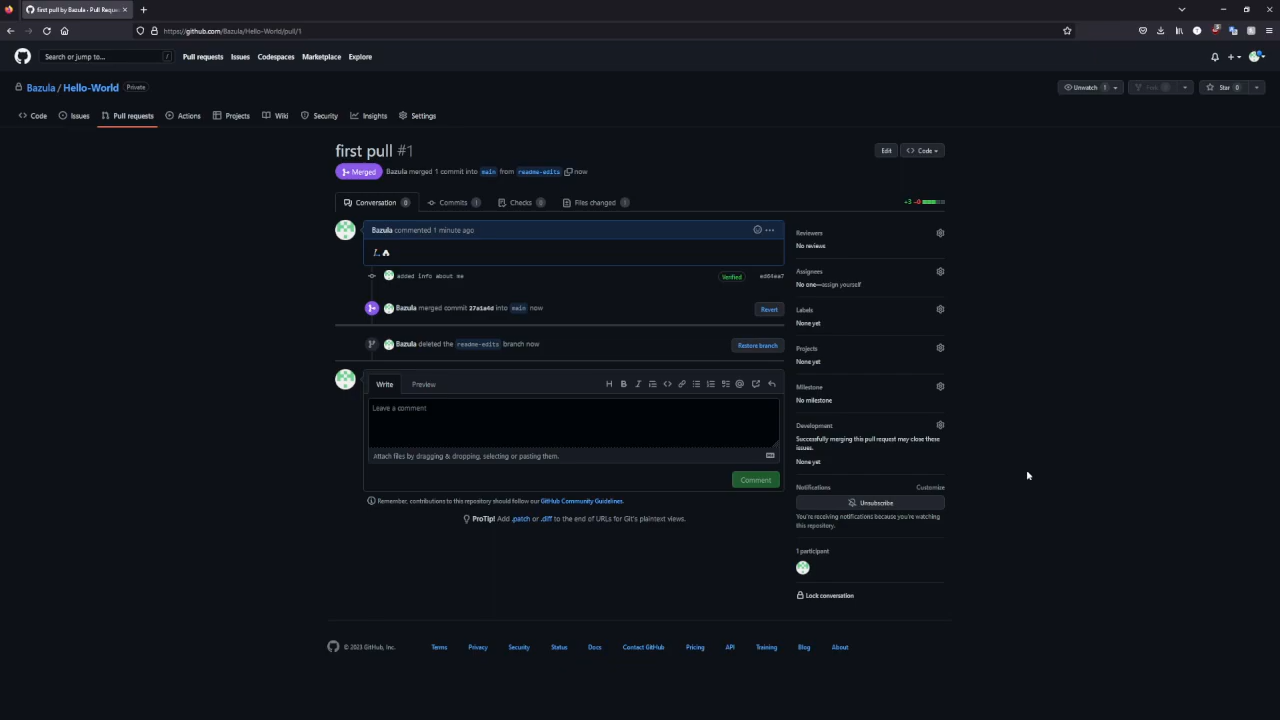 first pull by Bazula · Pull Reque
https://github.com/Bazula/Hello-World/pull/1
Search or jump to... /
Pull requests Issues Codespaces Marketplace Explore
Bazula / Hello-World Private
Unwatch 1 Fork 0 Star 0
Code Issues Pull requests Actions Projects Wiki Security Insights Settings
first pull #1
Edit Code
Merged Bazula merged 1 commit into main from readme-edits now
Conversation 0 Commits 1 Checks 0 Files changed 1 +3 −0
Bazula commented 1 minute ago
added info about me Verified
Bazula merged commit 27a1a4d into main now Revert
Bazula deleted the readme-edits branch now Restore branch
Write Preview
Leave a comment
Attach files by dragging & dropping, selecting or pasting them.
Comment
Remember, contributions to this repository should follow our GitHub Community Guidelines.
ProTip! Add .patch or .diff to the end of URLs for Git's plaintext views.
Reviewers
No reviews
Assignees
No one—assign yourself
Labels
None yet
Projects
None yet
Milestone
No milestone
Development
Successfully merging this pull request may close these
issues.
None yet
Notifications Customize
Unsubscribe
You're receiving notifications because you're watching
this repository.
1 participant
Lock conversation
© 2023 GitHub, Inc. Terms Privacy Security Status Docs Contact GitHub Pricing API Training Blog About